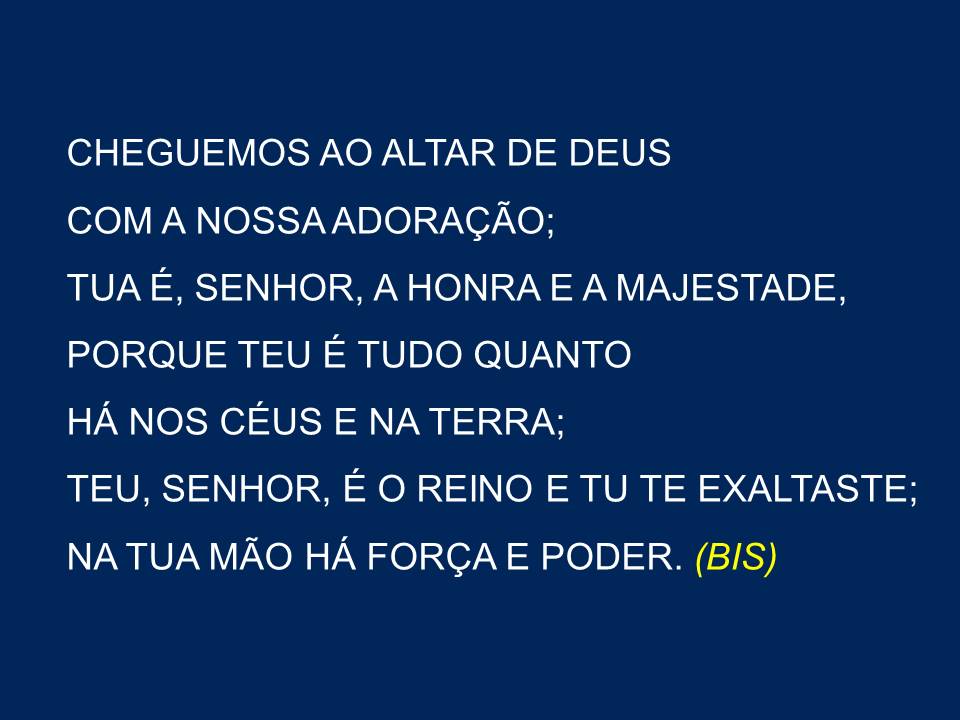 CHEGUEMOS AO ALTAR DE DEUS
COM A NOSSA ADORAÇÃO;
TUA É, SENHOR, A HONRA E A MAJESTADE,
PORQUE TEU É TUDO QUANTO
HÁ NOS CÉUS E NA TERRA;
TEU, SENHOR, É O REINO E TU TE EXALTASTE;
NA TUA MÃO HÁ FORÇA E PODER. (BIS)